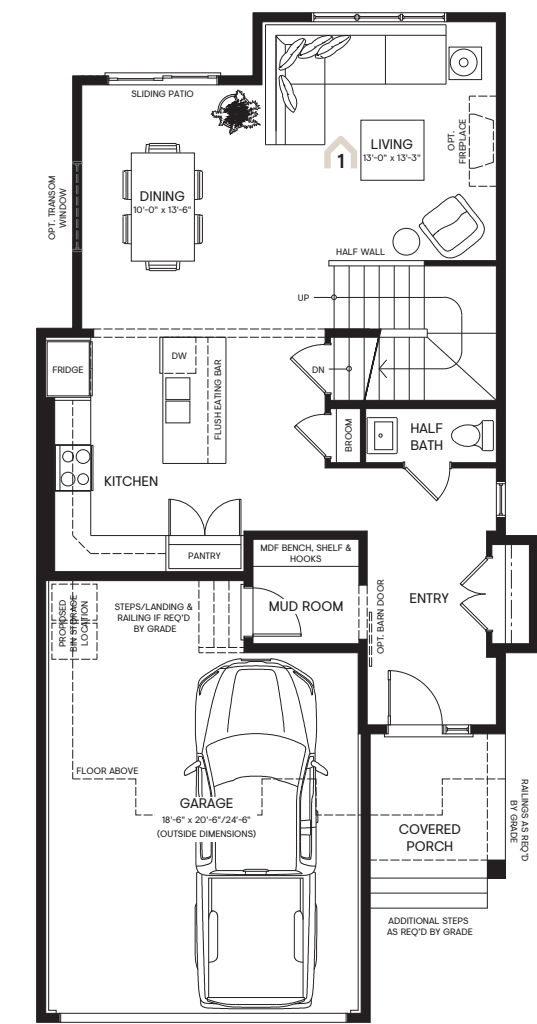 SLIDING PATIO
LIVING
13'-0" x 13'-3"
1
OPT.
FIREPLACE
DINING
10'-0" x 13'-6"
OPT. TRANSOM
WINDOW
HALF WALL
UP
DN
FRIDGE
DW
FLUSH EATING BAR
BROOM
HALF
BATH
KITCHEN
PANTRY
MDF BENCH, SHELF &
HOOKS
MUD ROOM
OPT. BARN DOOR
ENTRY
PROPOSED
BIN STORAGE
LOCATION
STEPS/LANDING &
RAILING IF REQ'D
BY GRADE
FLOOR ABOVE
GARAGE
18'-6" x 20'-6"/24'-6"
(OUTSIDE DIMENSIONS)
COVERED
PORCH
RAILINGS AS REQ'D
BY GRADE
ADDITIONAL STEPS
AS REQ'D BY GRADE